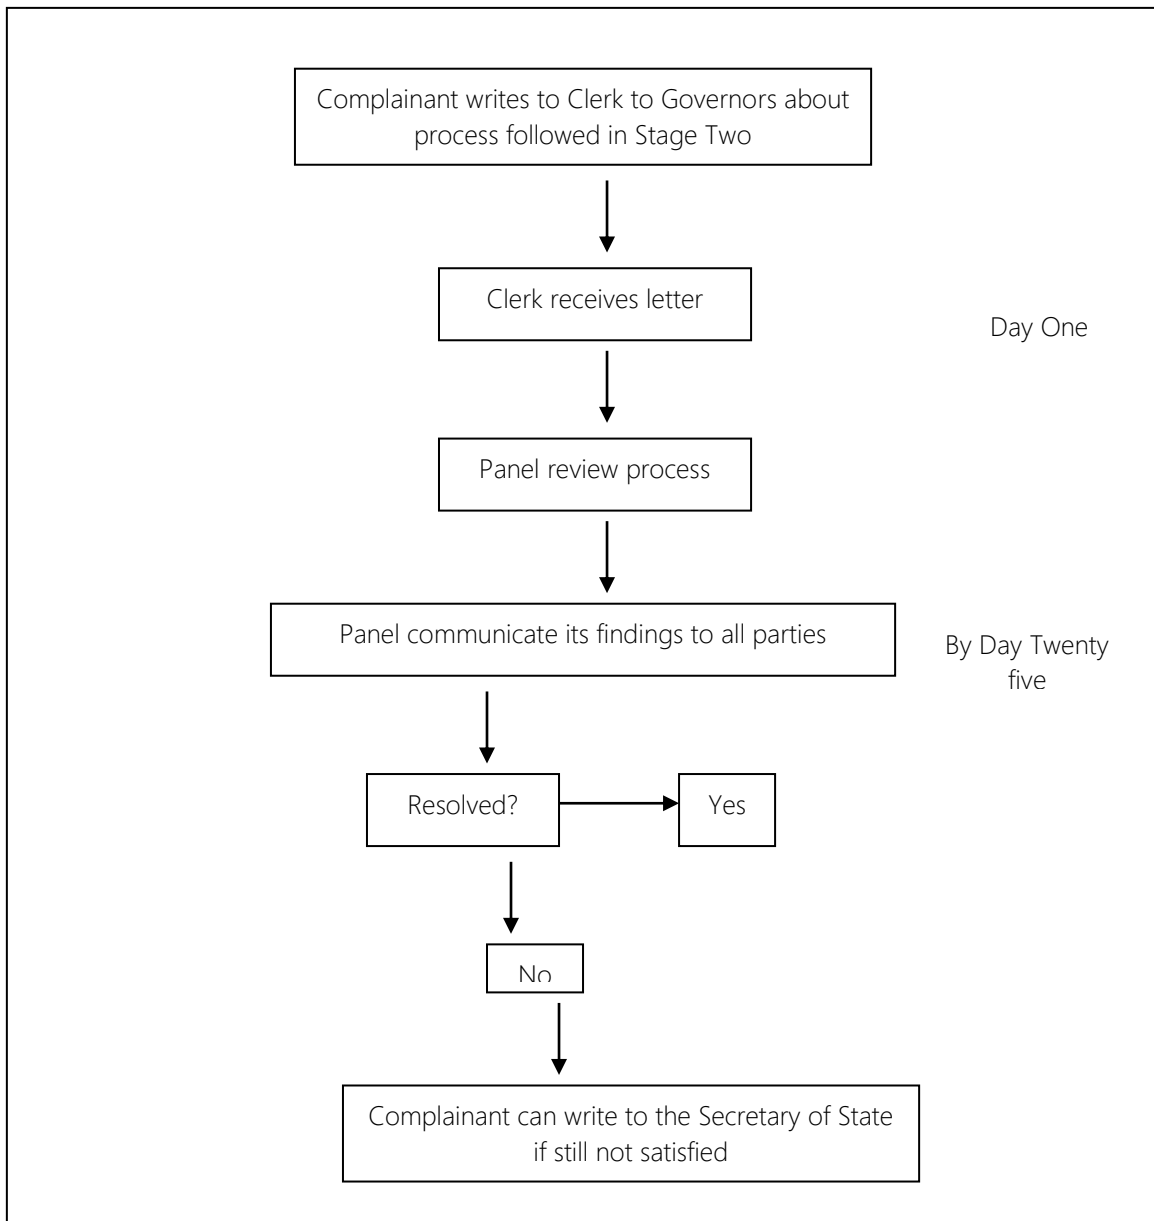 Complainant writes to Clerk to Governors about
process followed in Stage Two
Clerk receives letter
Day One
Panel review process
Panel communicate its findings to all parties
By Day Twenty
five
Resolved?
Yes
No
Complainant can write to the Secretary of State
if still not satisfied